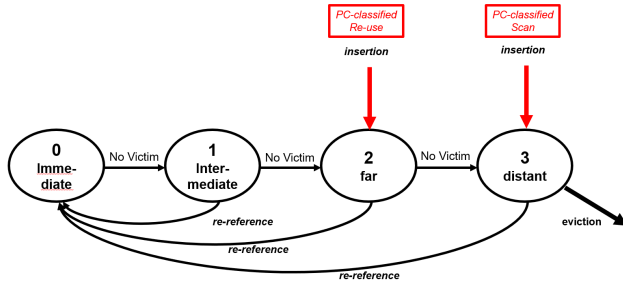 PC-classified
Re-use
PC-classified
Scan
insertion
insertion
0
Imme-
diate
No Victim
1
Inter-
mediate
No Victim
2
far
No Victim
3
distant
eviction
re-reference
re-reference
re-reference